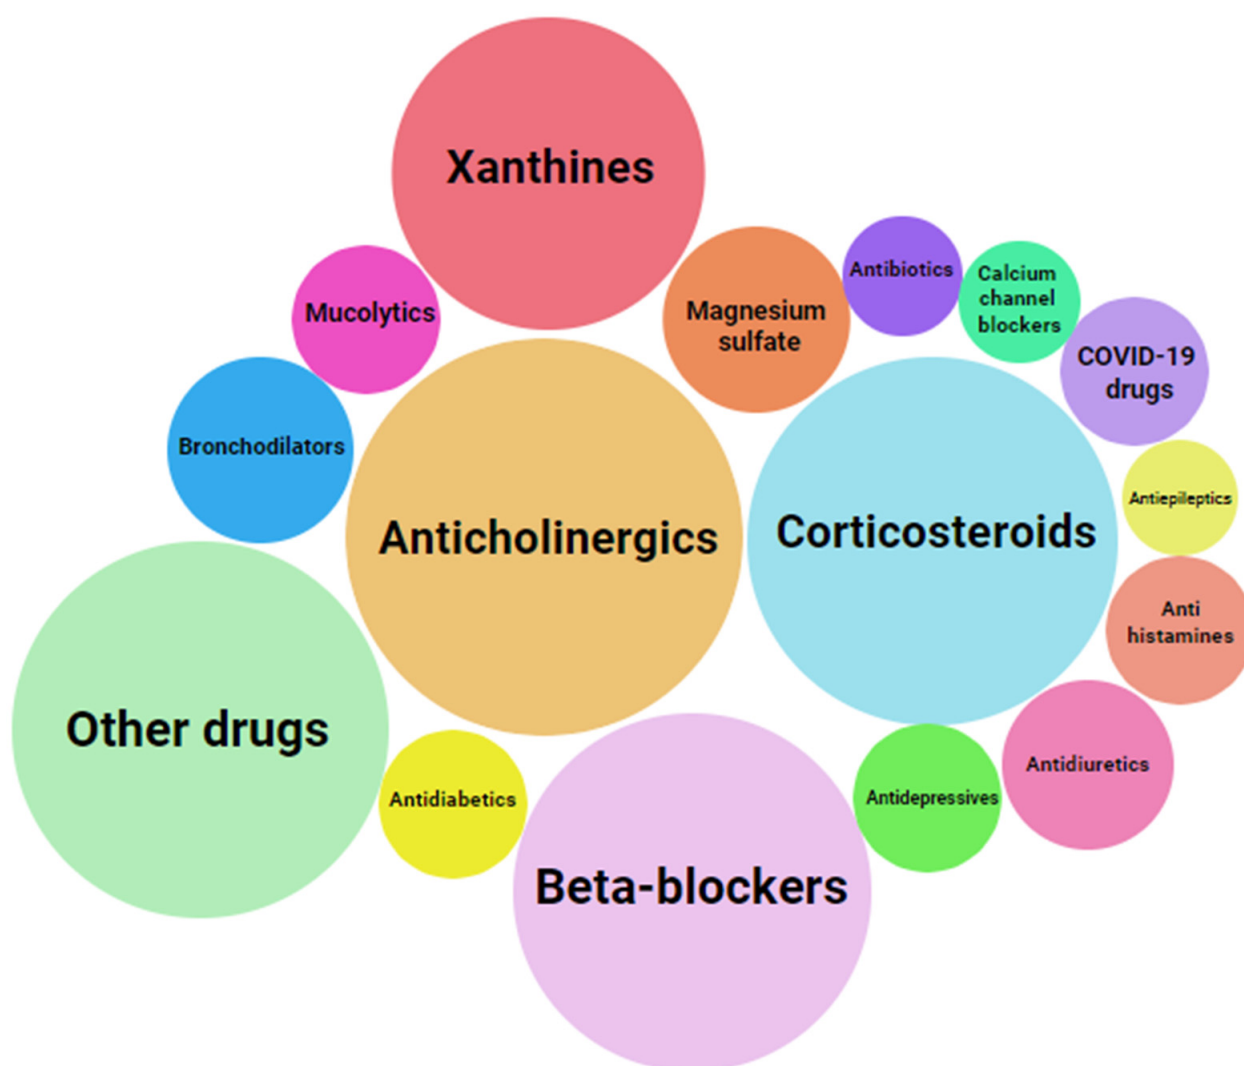 Xanthines
Antibiotics
Calcium
channel
blockers
Mucolytics
Magnesium
sulfate
COVID-19
drugs
Bronchodilators
Antiepileptics
Anticholinergics
Corticosteroids
Anti
histamines
Other drugs
Antidiabetics
Antidepressives
Antidiuretics
Beta-blockers